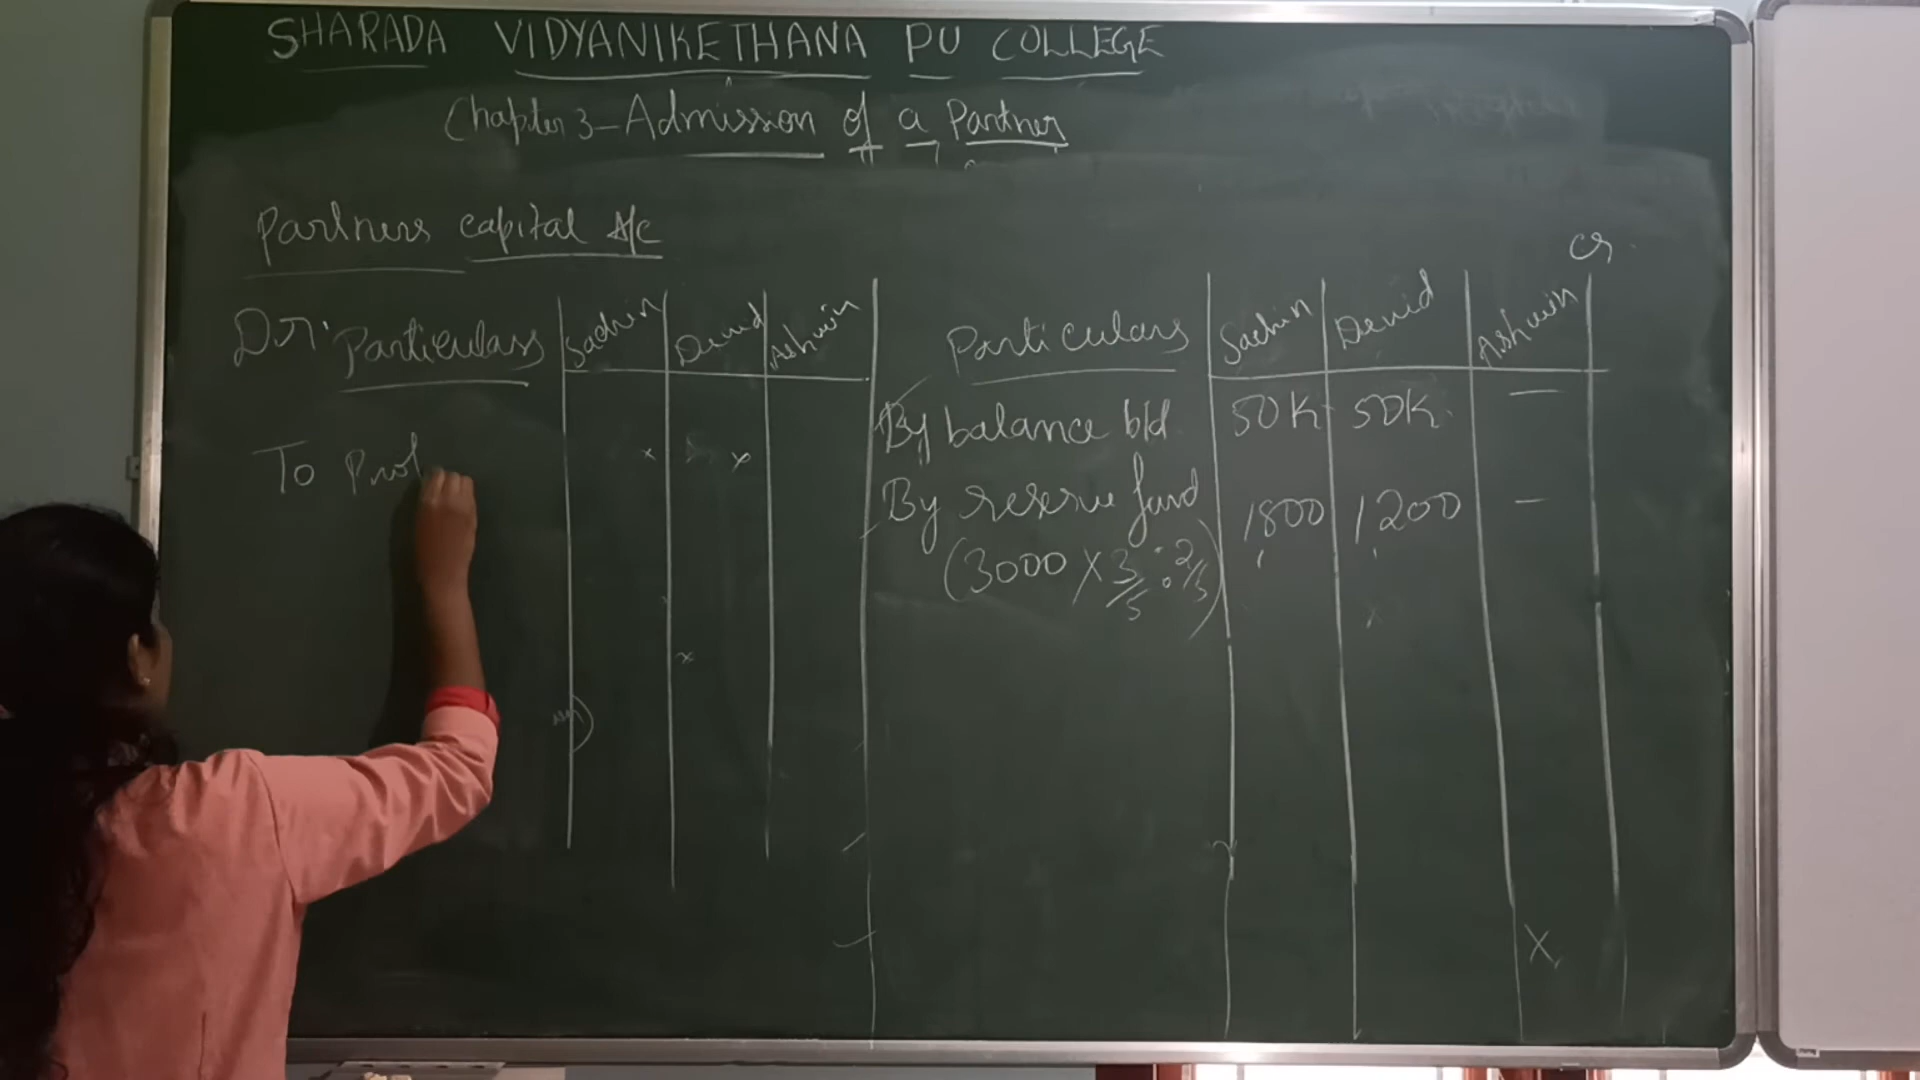 SHARADA VIDYANIKETHANA PU COLLEGE
Chapter 3-Admission of a Partner
Partners capital A/c
Cr
Dr. Particulars Sachin Devid Ashwin Particulars Sachin Devid Ashwin
By balance b/d 50K 50K —
To Prof
By reserve fund 1800 1200 —
(3000 X 3/5 : 2/5)